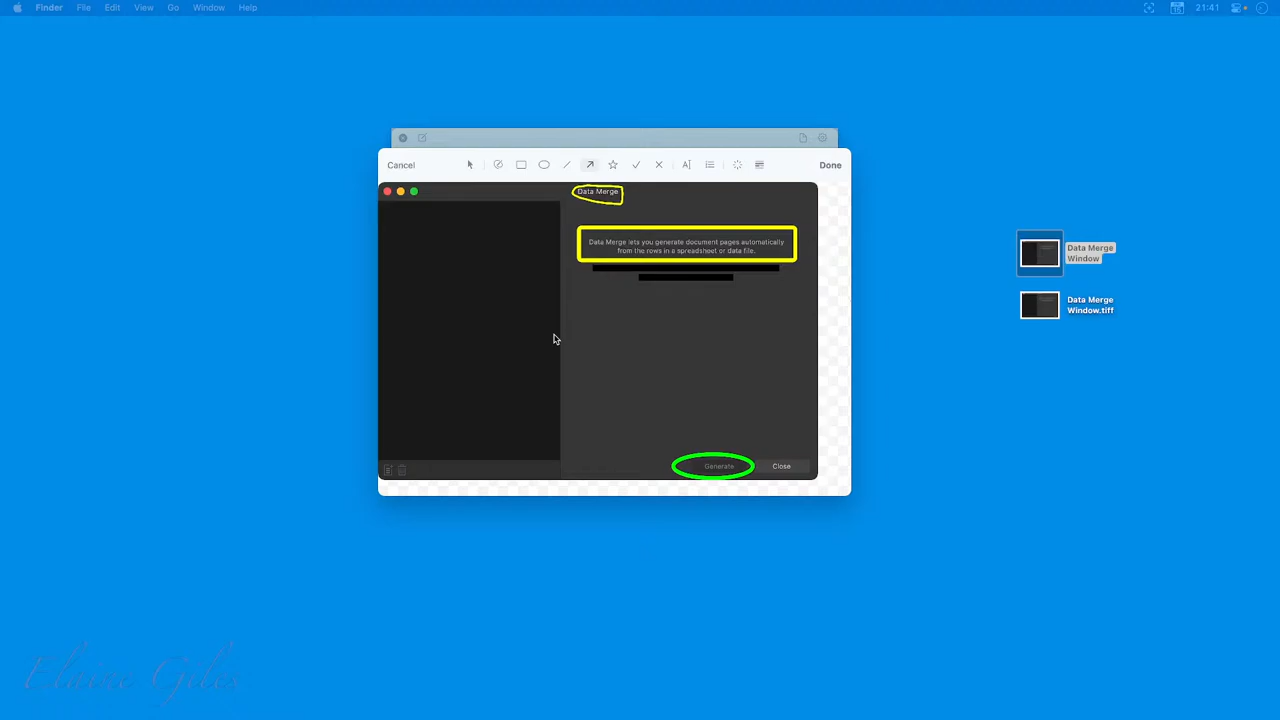 Finder File Edit View Go Window Help 21:41
Cancel Done
Data Merge
Data Merge lets you generate document pages automatically
from the rows in a spreadsheet or data file.
Generate Close
Data Merge
Window
Data Merge
Window.tiff
Elaine Giles